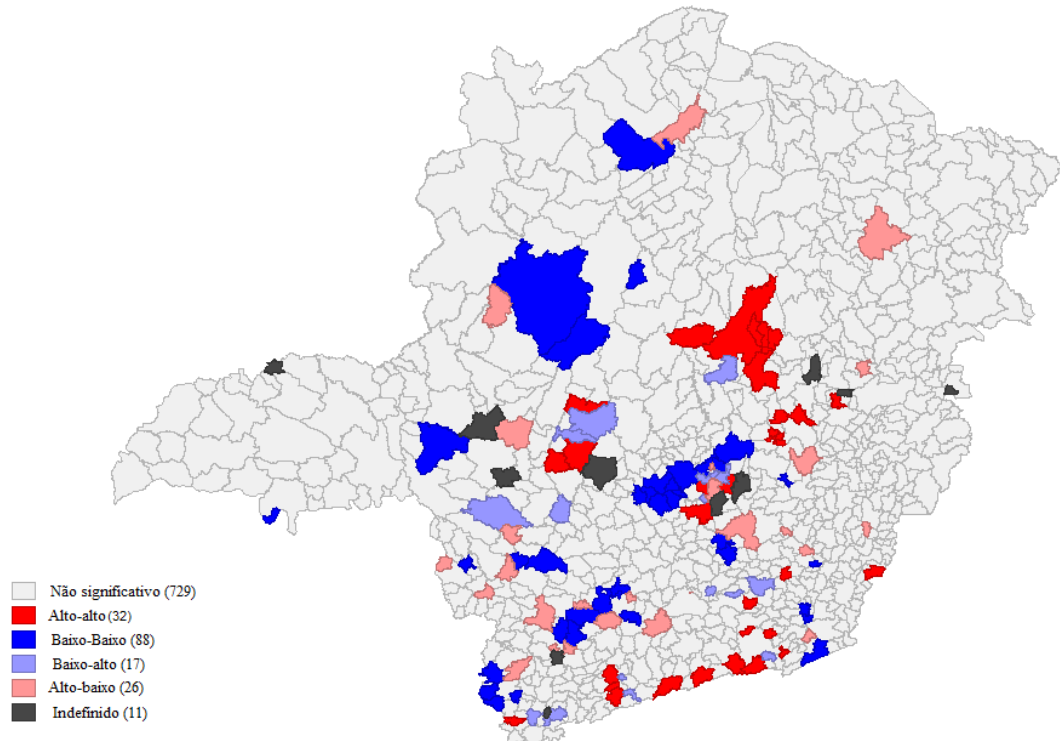 Não significativo (729)
Alto-alto (32)
Baixo-Baixo (88)
Baixo-alto (17)
Alto-baixo (26)
Indefinido (11)